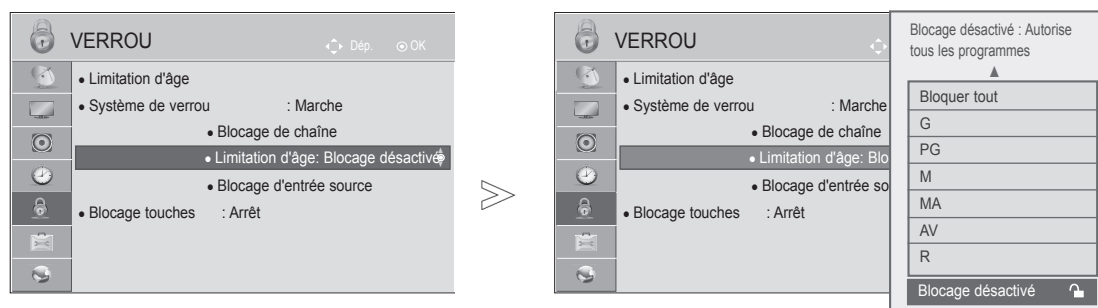 VERROU
Dép. OK
• Limitation d'âge
• Système de verrou : Marche
• Blocage de chaîne
• Limitation d'âge: Blocage désactivé
• Blocage d'entrée source
• Blocage touches : Arrêt
VERROU
• Limitation d'âge
• Système de verrou : Marche
• Blocage de chaîne
• Limitation d'âge: Blo
• Blocage d'entrée so
• Blocage touches : Arrêt
Blocage désactivé : Autorise
tous les programmes
Bloquer tout
G
PG
M
MA
AV
R
Blocage désactivé